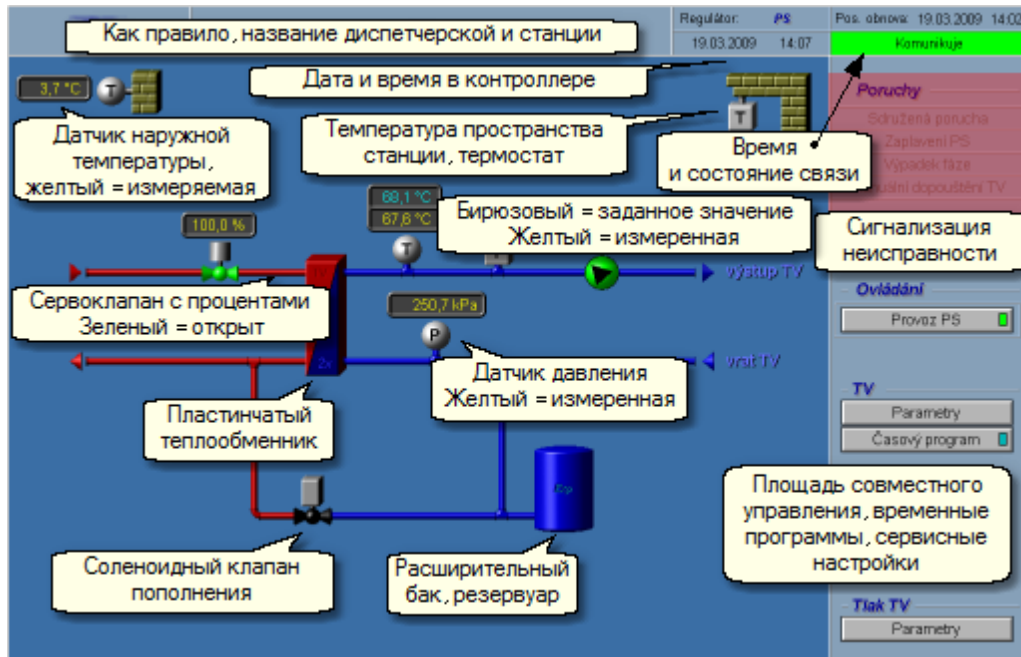 Regulátor: PS
Pos. obnova: 19.03.2009 14:02
Как правило, название диспетчерской и станции
19.03.2009 14:07
Komunikuje
Дата и время в контроллере
3,7 °C
T
Датчик наружной
температуры,
желтый = измеряемая
Температура пространства
станции, термостат
T
Время
и состояние связи
Poruchy
Sdružená porucha
Zaplavení PS
Výpadek fáze
dopouštění TV
100,0 %
68,1 °C
67,6 °C
T
Бирюзовый = заданное значение
Желтый = измеренная
Сигнализация
неисправности
výstup TV
Сервоклапан с процентами
Зеленый = открыт
250,7 kPa
P
Ovládání
Provoz PS
2x
vrat TV
Датчик давления
Желтый = измеренная
Пластинчатый
теплообменник
TV
Parametry
Časový program
Площадь совместного
управления, временные
программы, сервисные
настройки
Соленоидный клапан
пополнения
Расширительный
бак, резервуар
Tlak TV
Parametry